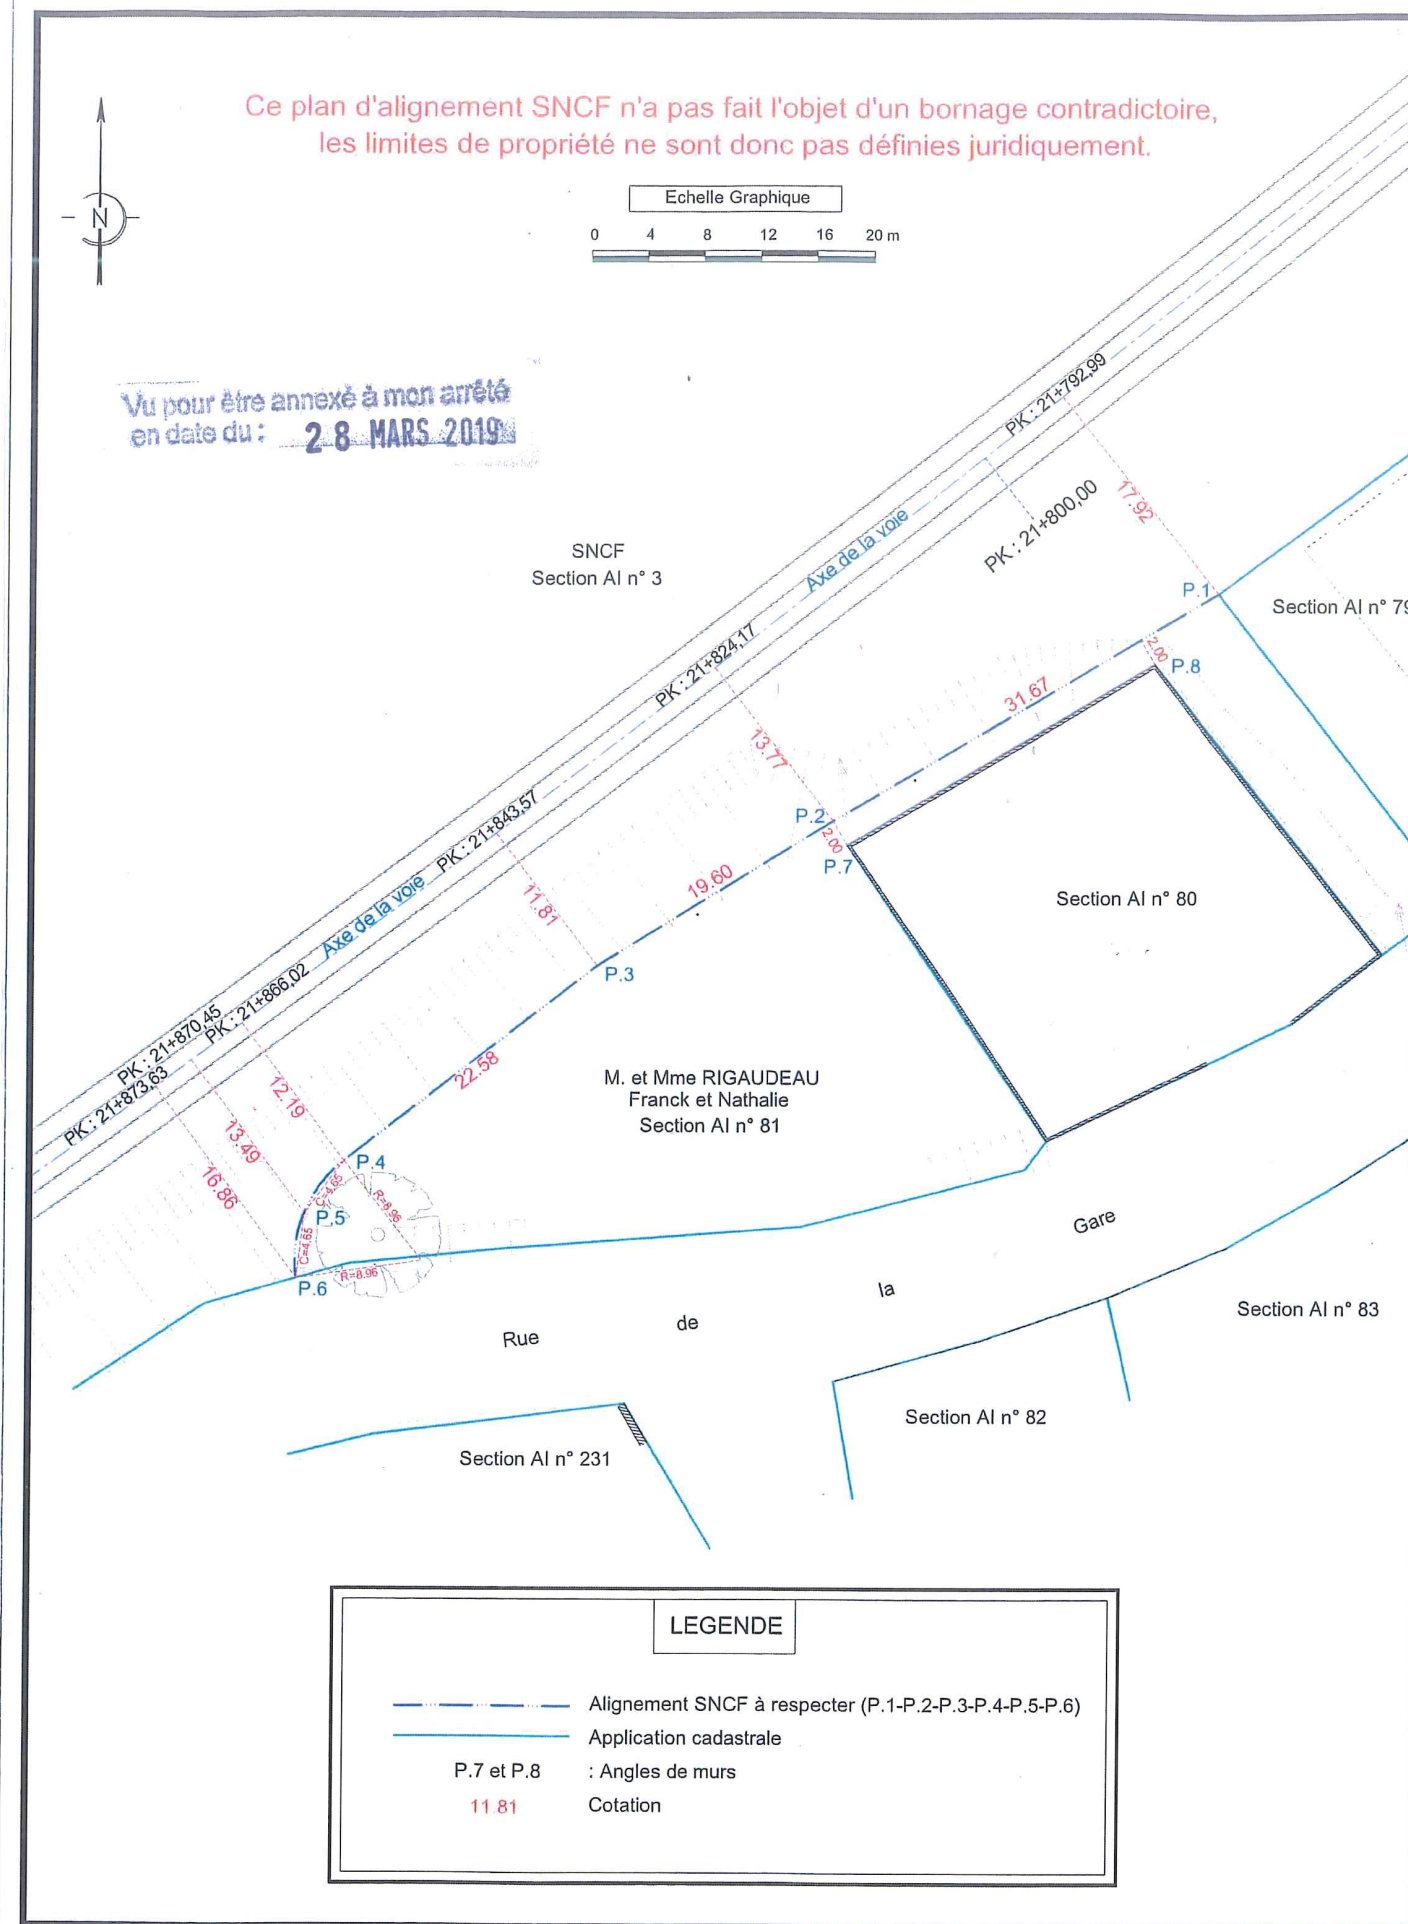 Ce plan d'alignement SNCF n'a pas fait l'objet d'un bornage contradictoire,
les limites de propriété ne sont donc pas définies juridiquement.
N
Echelle Graphique
0 4 8 12 16 20 m
Vu pour être annexé à mon arrêté
en date du : 28 MARS 2019
PK : 21+792,99
PK : 21+800,00
17.92
SNCF
Section AI n° 3
Axe de la voie
P.1
Section AI n° 79
PK : 21+824,17
2.00
P.8
31.67
13.77
P.2
2.00
P.7
PK : 21+843,57
19.60
11.81
Section AI n° 80
Axe de la voie
P.3
PK : 21+866,02
PK : 21+870,45
PK : 21+873,63
22.58
12.19
13.49
16.86
M. et Mme RIGAUDEAU
Franck et Nathalie
Section AI n° 81
P.4
C=4.65
R=8.96
P.5
C=4.65
R=8.96
P.6
Rue de la Gare
Section AI n° 83
Section AI n° 82
Section AI n° 231
LEGENDE
Alignement SNCF à respecter (P.1-P.2-P.3-P.4-P.5-P.6)
Application cadastrale
P.7 et P.8 : Angles de murs
11.81 Cotation